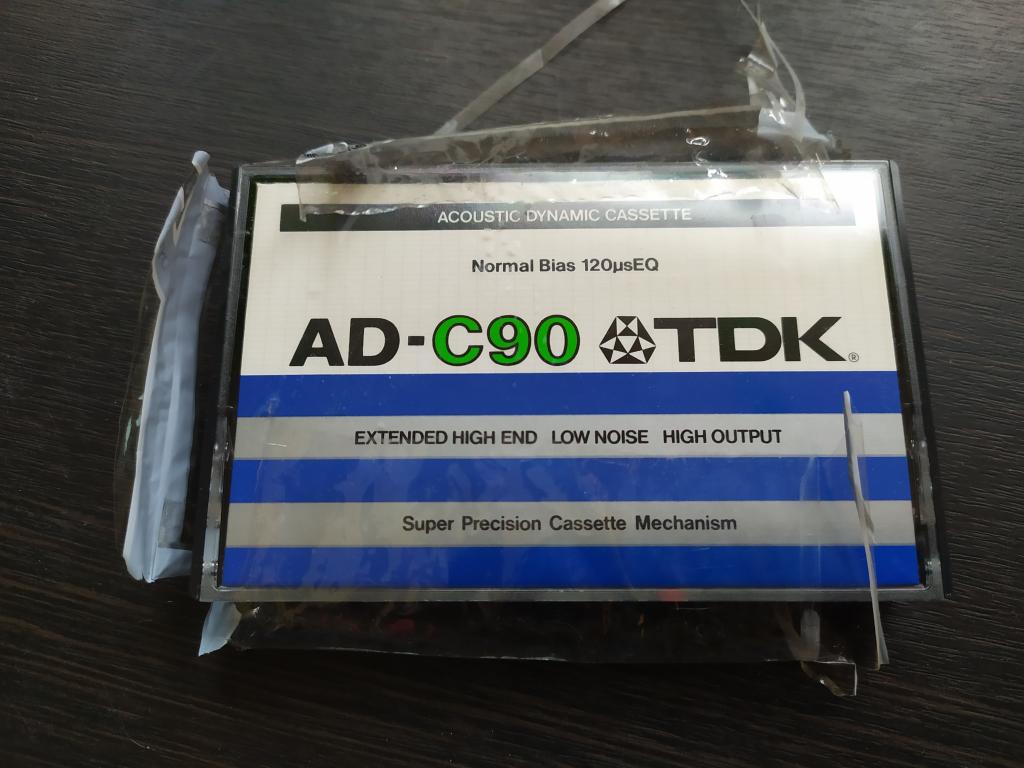 ACOUSTIC DYNAMIC CASSETTE
Normal Bias 120µsEQ
AD-C90 TDK®
EXTENDED HIGH END LOW NOISE HIGH OUTPUT
Super Precision Cassette Mechanism